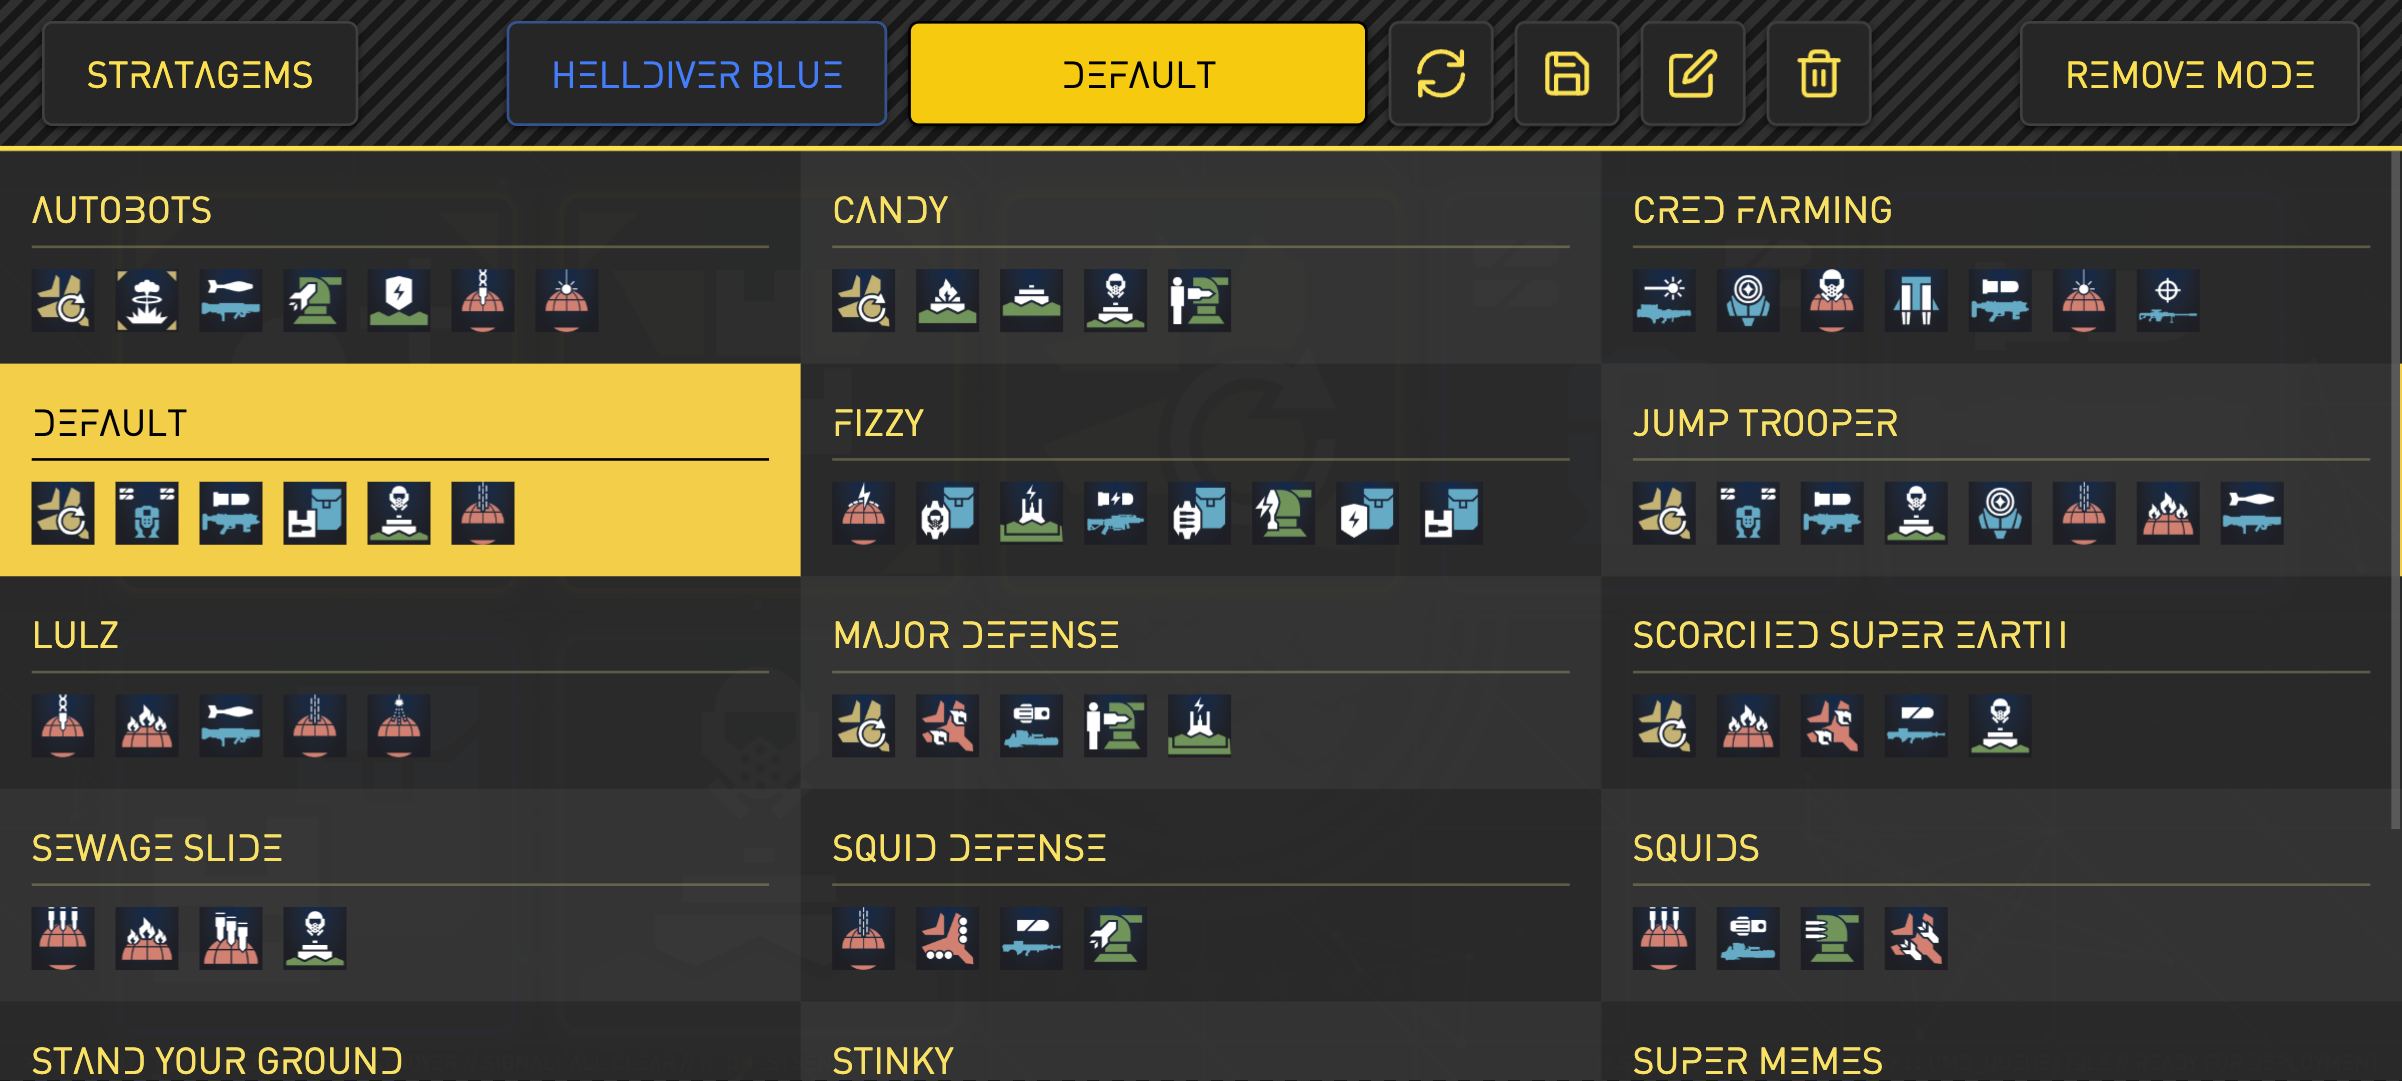 STRATAGEMS
HELLDIVER BLUE
DEFAULT
REMOVE MODE
AUTOBOTS
CANDY
CRED FARMING
DEFAULT
FIZZY
JUMP TROOPER
LULZ
MAJOR DEFENSE
SCORCHED SUPER EARTH
SEWAGE SLIDE
SQUID DEFENSE
SQUIDS
STAND YOUR GROUND
STINKY
SUPER MEMES